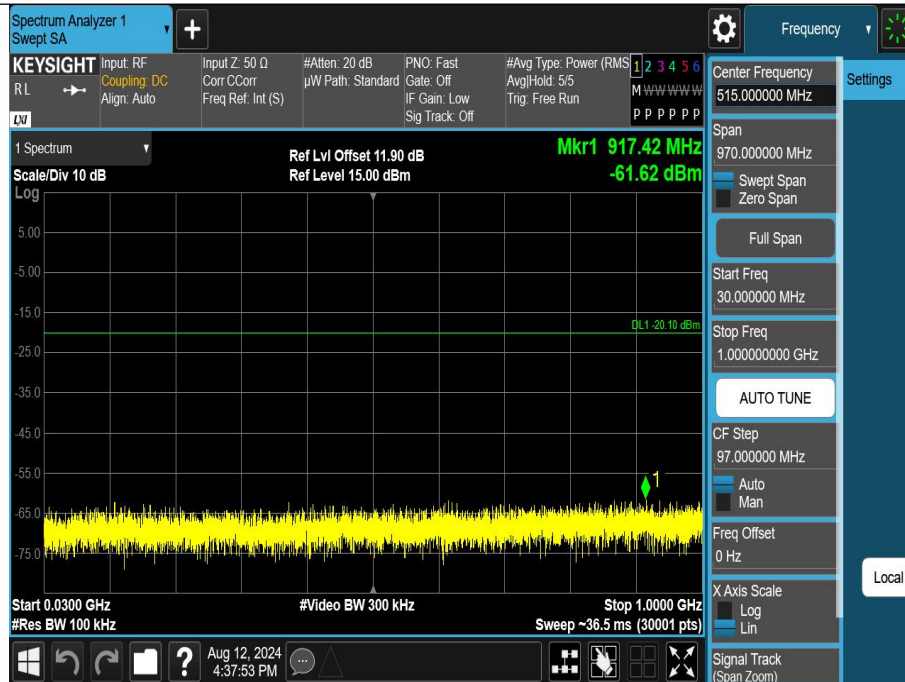 Spectrum Analyzer 1
Swept SA
+
Frequency
KEYSIGHT
R L
LXI
Input: RF
Coupling: DC
Align: Auto
Input Z: 50 Ω
Corr CCorr
Freq Ref: Int (S)
#Atten: 20 dB
µW Path: Standard
PNO: Fast
Gate: Off
IF Gain: Low
Sig Track: Off
#Avg Type: Power (RMS
Avg|Hold: 5/5
Trig: Free Run
1 2 3 4 5 6
M W W W W W
P P P P P P
1 Spectrum
Scale/Div 10 dB
Log
Ref Lvl Offset 11.90 dB
Ref Level 15.00 dBm
Mkr1 917.42 MHz
-61.62 dBm
5.00
-5.00
-15.0
DL1 -20.10 dBm
-25.0
-35.0
-45.0
-55.0
1
-65.0
-75.0
Start 0.0300 GHz
#Res BW 100 kHz
#Video BW 300 kHz
Stop 1.0000 GHz
Sweep ~36.5 ms (30001 pts)
Center Frequency
515.000000 MHz
Span
970.000000 MHz
Swept Span
Zero Span
Full Span
Start Freq
30.000000 MHz
Stop Freq
1.000000000 GHz
AUTO TUNE
CF Step
97.000000 MHz
Auto
Man
Freq Offset
0 Hz
X Axis Scale
Log
Lin
Signal Track
(Span Zoom)
Settings
Local
?
Aug 12, 2024
4:37:53 PM